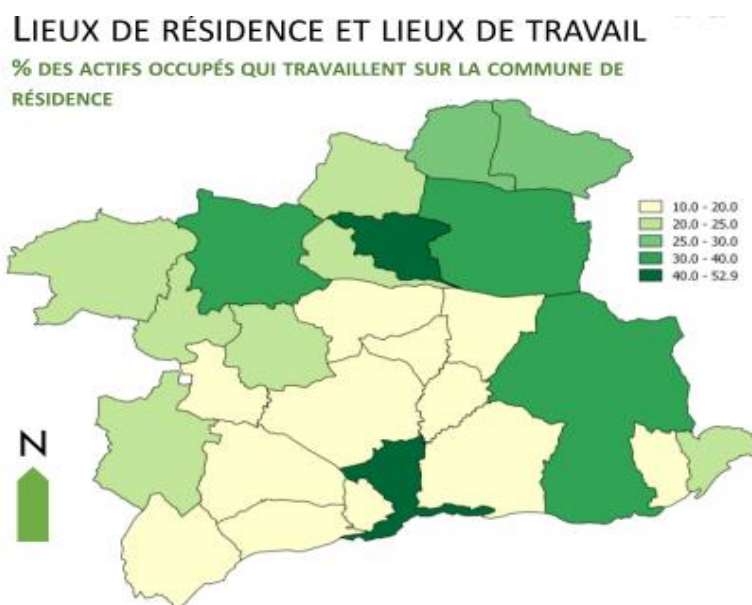 LIEUX DE RÉSIDENCE ET LIEUX DE TRAVAIL
% DES ACTIFS OCCUPÉS QUI TRAVAILLENT SUR LA COMMUNE DE
RÉSIDENCE
10.0 - 20.0
20.0 - 25.0
25.0 - 30.0
30.0 - 40.0
40.0 - 52.9
N